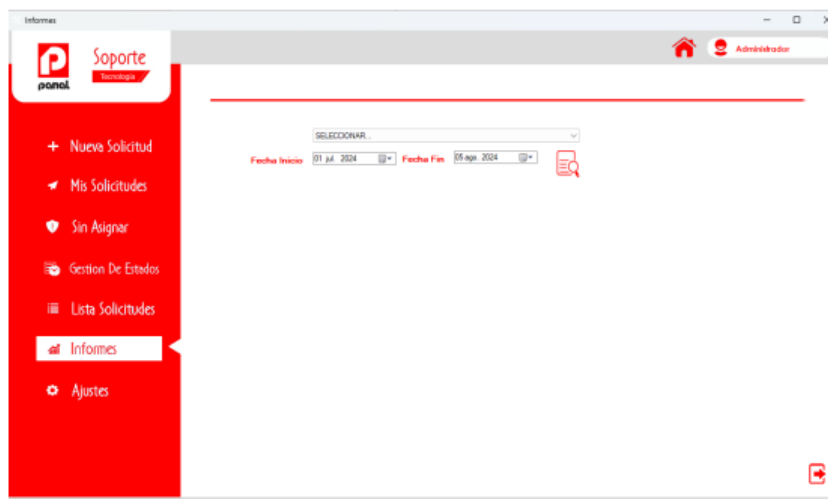 Informes
Soporte
Tecnología
panal
Administrador
SELECCIONAR...
Fecha Inicio 01 jul. 2024 Fecha Fin 05 ago. 2024
Nueva Solicitud
Mis Solicitudes
Sin Asignar
Gestion De Estados
Lista Solicitudes
Informes
Ajustes